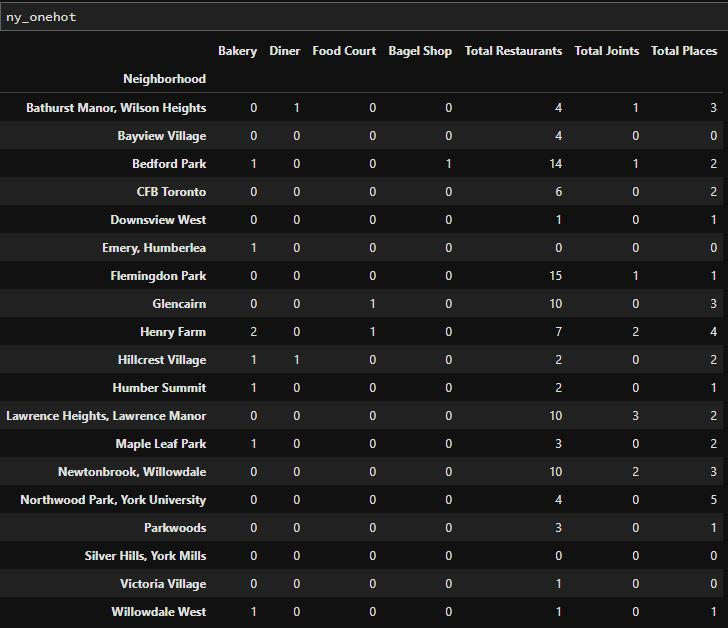 ny_onehot
Bakery Diner Food Court Bagel Shop Total Restaurants Total Joints Total Places
Neighborhood
Bathurst Manor, Wilson Heights 0 1 0 0 4 1 3
Bayview Village 0 0 0 0 4 0 0
Bedford Park 1 0 0 1 14 1 2
CFB Toronto 0 0 0 0 6 0 2
Downsview West 0 0 0 0 1 0 1
Emery, Humberlea 1 0 0 0 0 0 0
Flemingdon Park 0 0 0 0 15 1 1
Glencairn 0 0 1 0 10 0 3
Henry Farm 2 0 1 0 7 2 4
Hillcrest Village 1 1 0 0 2 0 2
Humber Summit 1 0 0 0 2 0 1
Lawrence Heights, Lawrence Manor 0 0 0 0 10 3 2
Maple Leaf Park 1 0 0 0 3 0 2
Newtonbrook, Willowdale 0 0 0 0 10 2 3
Northwood Park, York University 0 0 0 0 4 0 5
Parkwoods 0 0 0 0 3 0 1
Silver Hills, York Mills 0 0 0 0 0 0 0
Victoria Village 0 0 0 0 1 0 0
Willowdale West 1 0 0 0 1 0 1